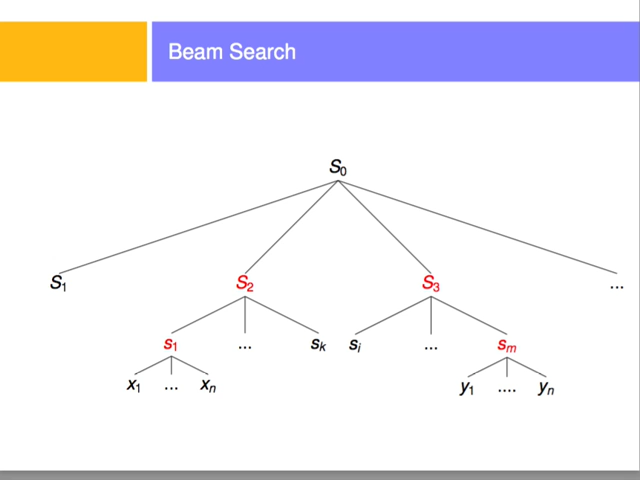 Beam Search
S₀
S₁ S₂ S₃ ...
s₁ ... sₖ sᵢ ... sₘ
x₁ ... xₙ y₁ .... yₙ